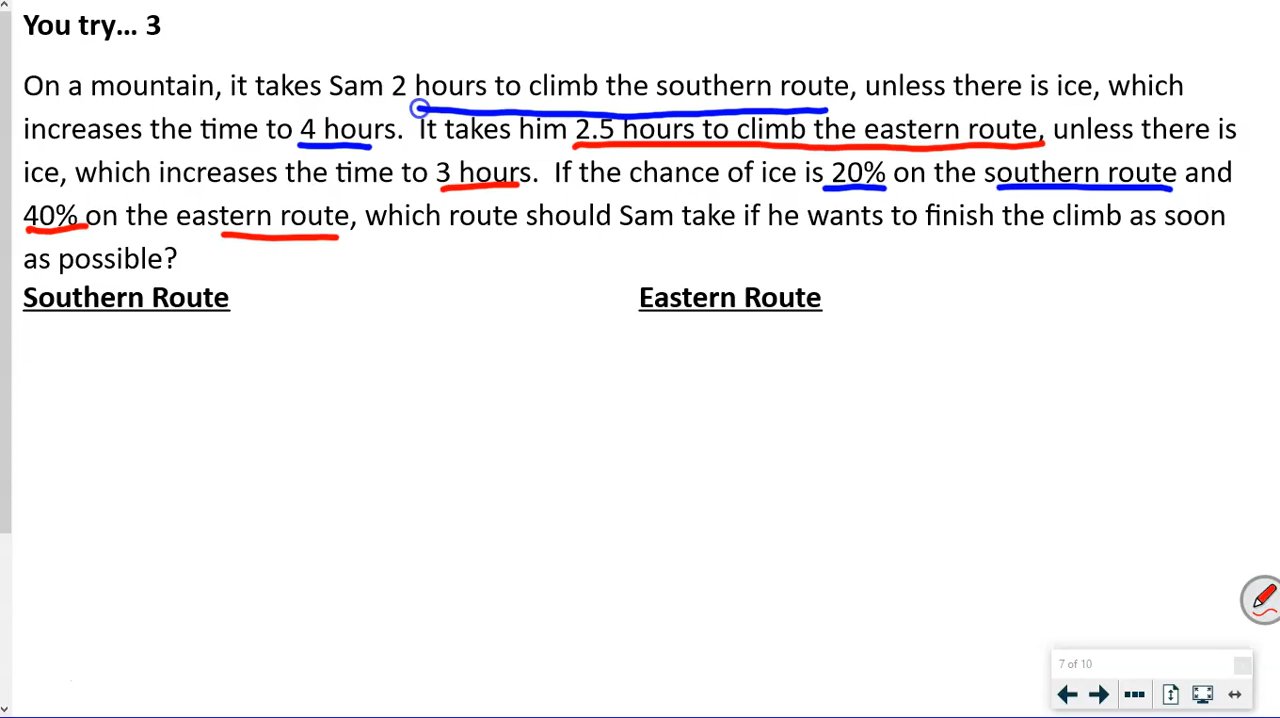 You try... 3
On a mountain, it takes Sam 2 hours to climb the southern route, unless there is ice, which
increases the time to 4 hours.  It takes him 2.5 hours to climb the eastern route, unless there is
ice, which increases the time to 3 hours.  If the chance of ice is 20% on the southern route and
40% on the eastern route, which route should Sam take if he wants to finish the climb as soon
as possible?
Southern Route
Eastern Route
7 of 10